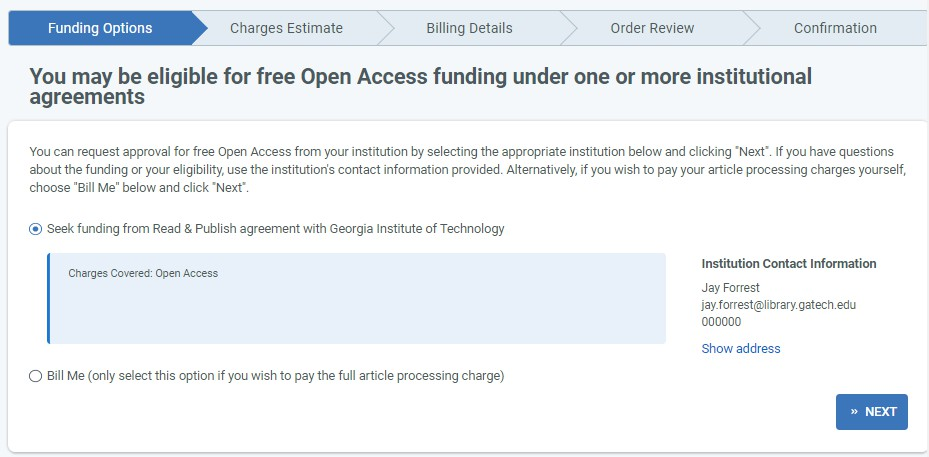 Funding Options
Charges Estimate
Billing Details
Order Review
Confirmation
You may be eligible for free Open Access funding under one or more institutional
agreements
You can request approval for free Open Access from your institution by selecting the appropriate institution below and clicking "Next". If you have questions
about the funding or your eligibility, use the institution's contact information provided. Alternatively, if you wish to pay your article processing charges yourself,
choose "Bill Me" below and click "Next".
Seek funding from Read & Publish agreement with Georgia Institute of Technology
Charges Covered: Open Access
Institution Contact Information
Jay Forrest
jay.forrest@library.gatech.edu
000000
Show address
Bill Me (only select this option if you wish to pay the full article processing charge)
» NEXT